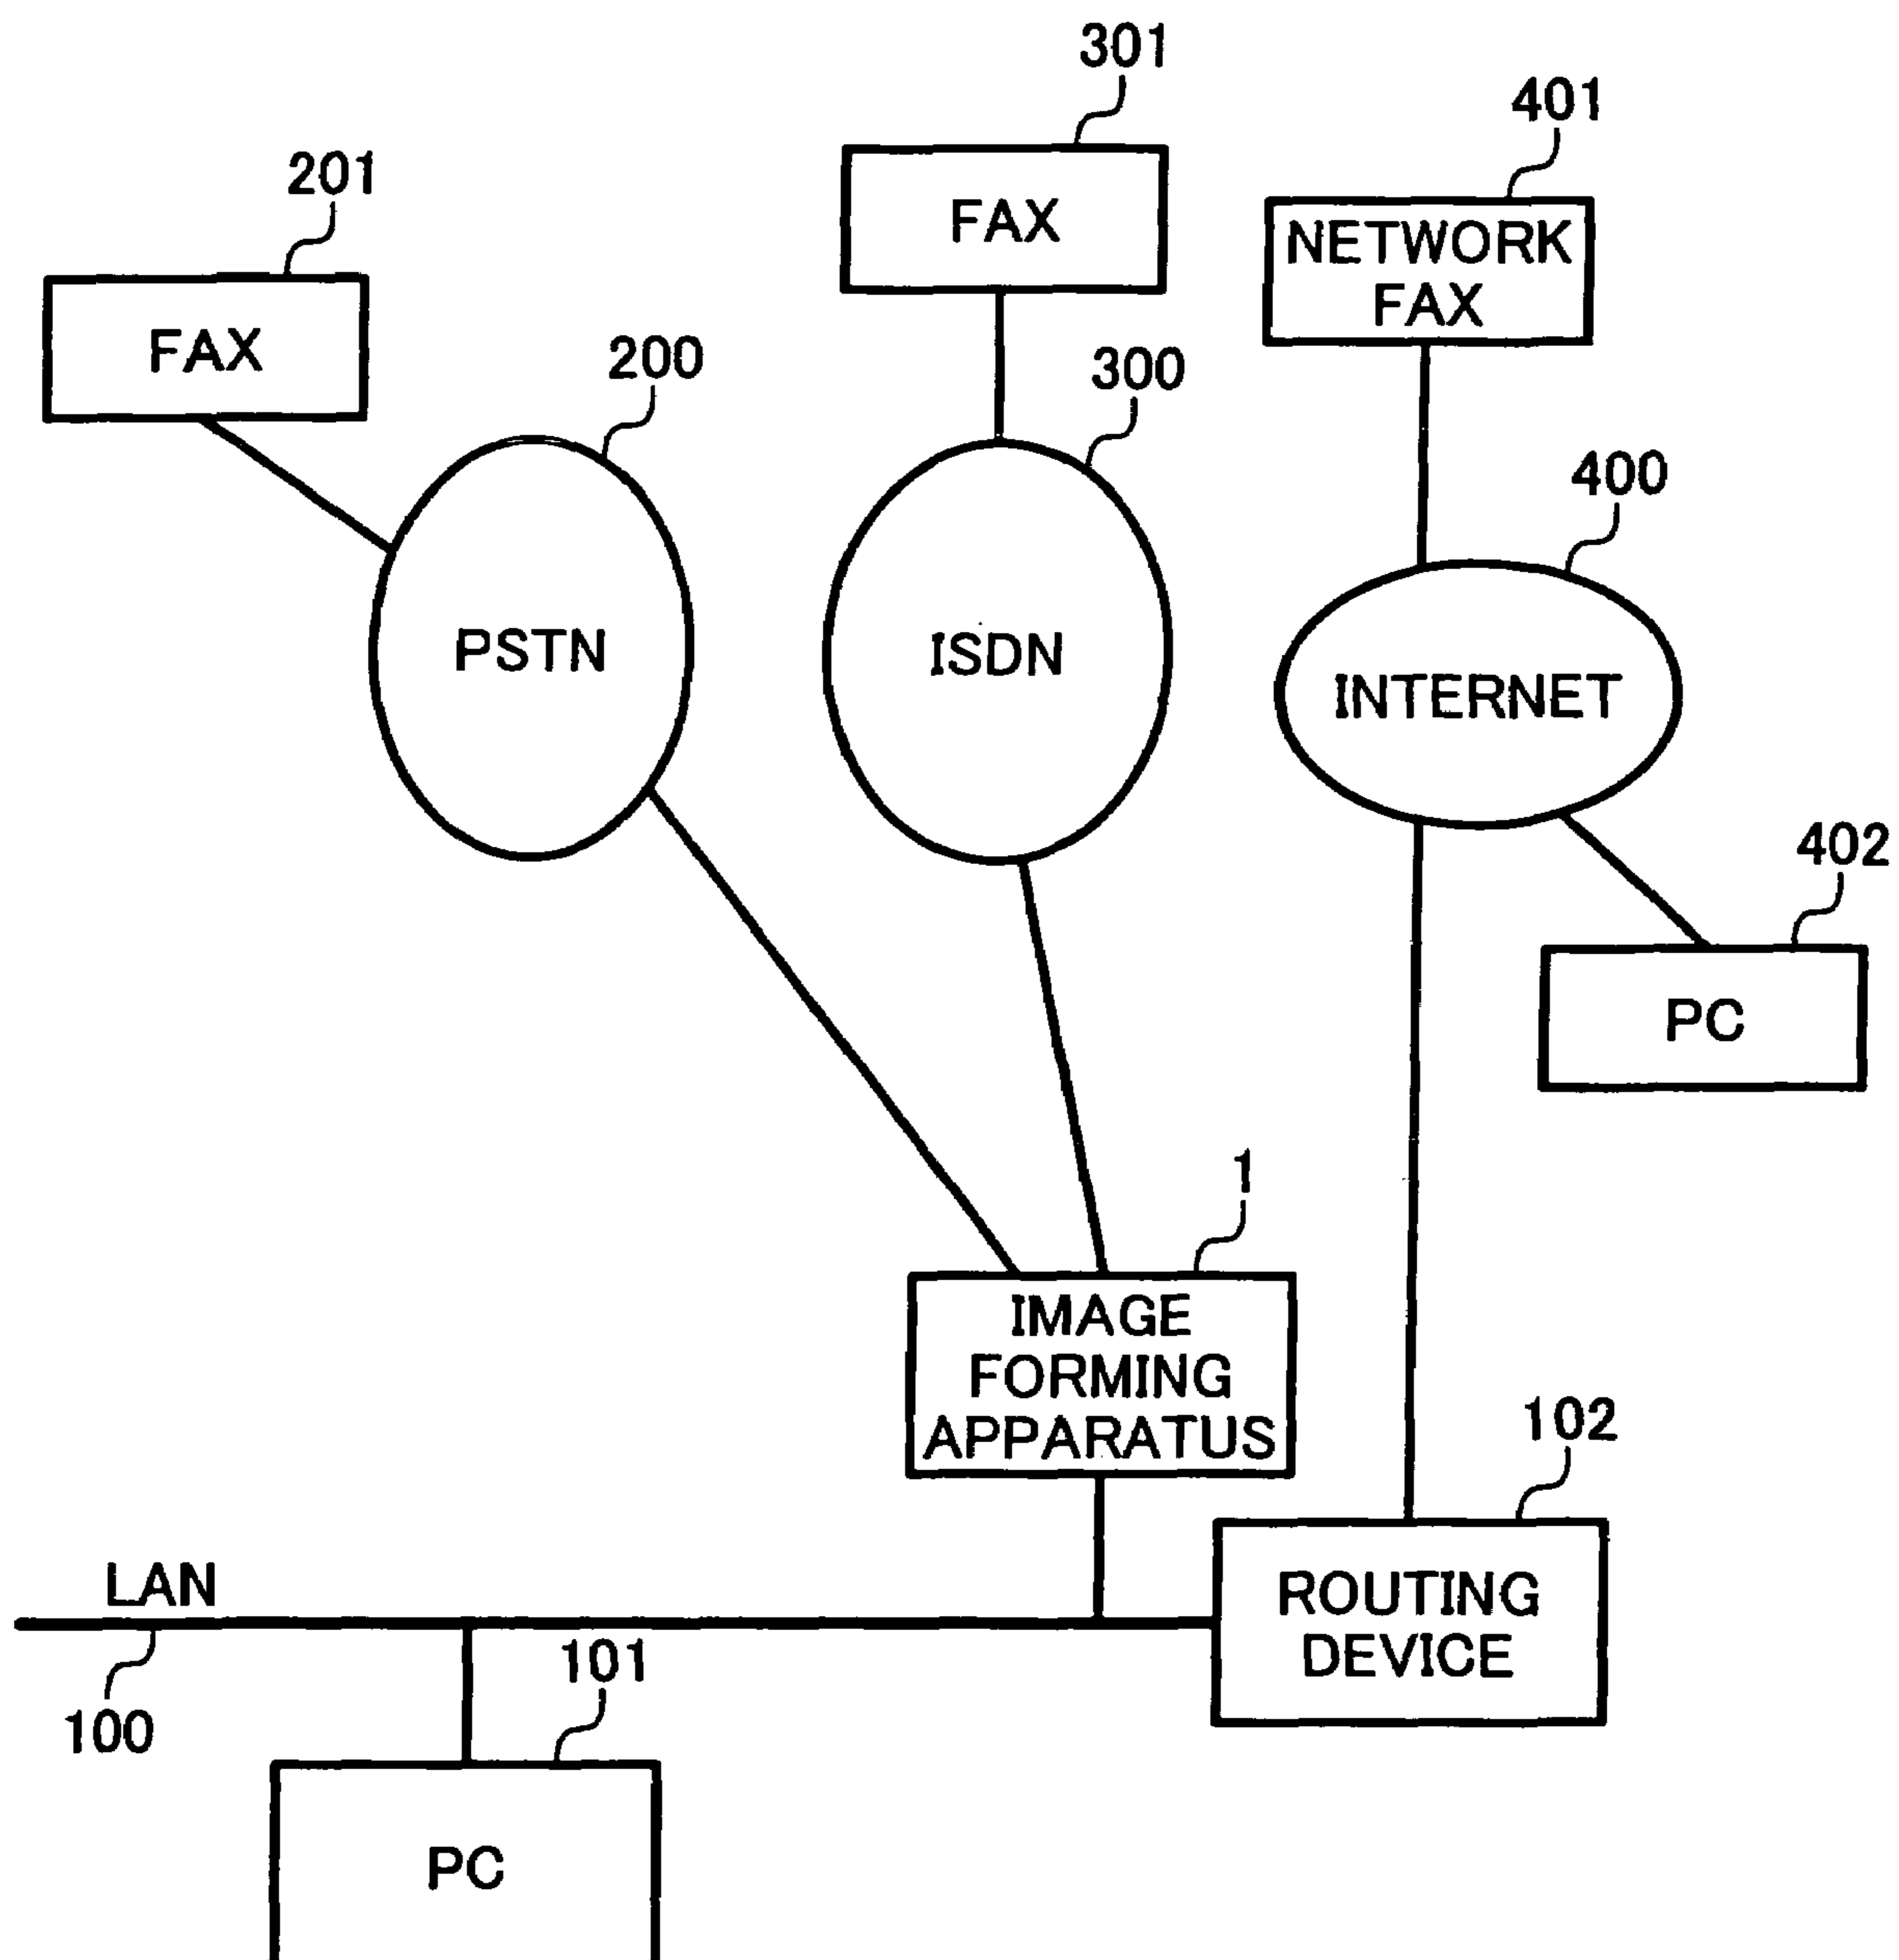 301
401
201
FAX
NETWORK
FAX
FAX
200
300
400
PSTN
ISDN
INTERNET
402
PC
1
IMAGE
FORMING
APPARATUS
102
LAN
ROUTING
DEVICE
100
101
PC